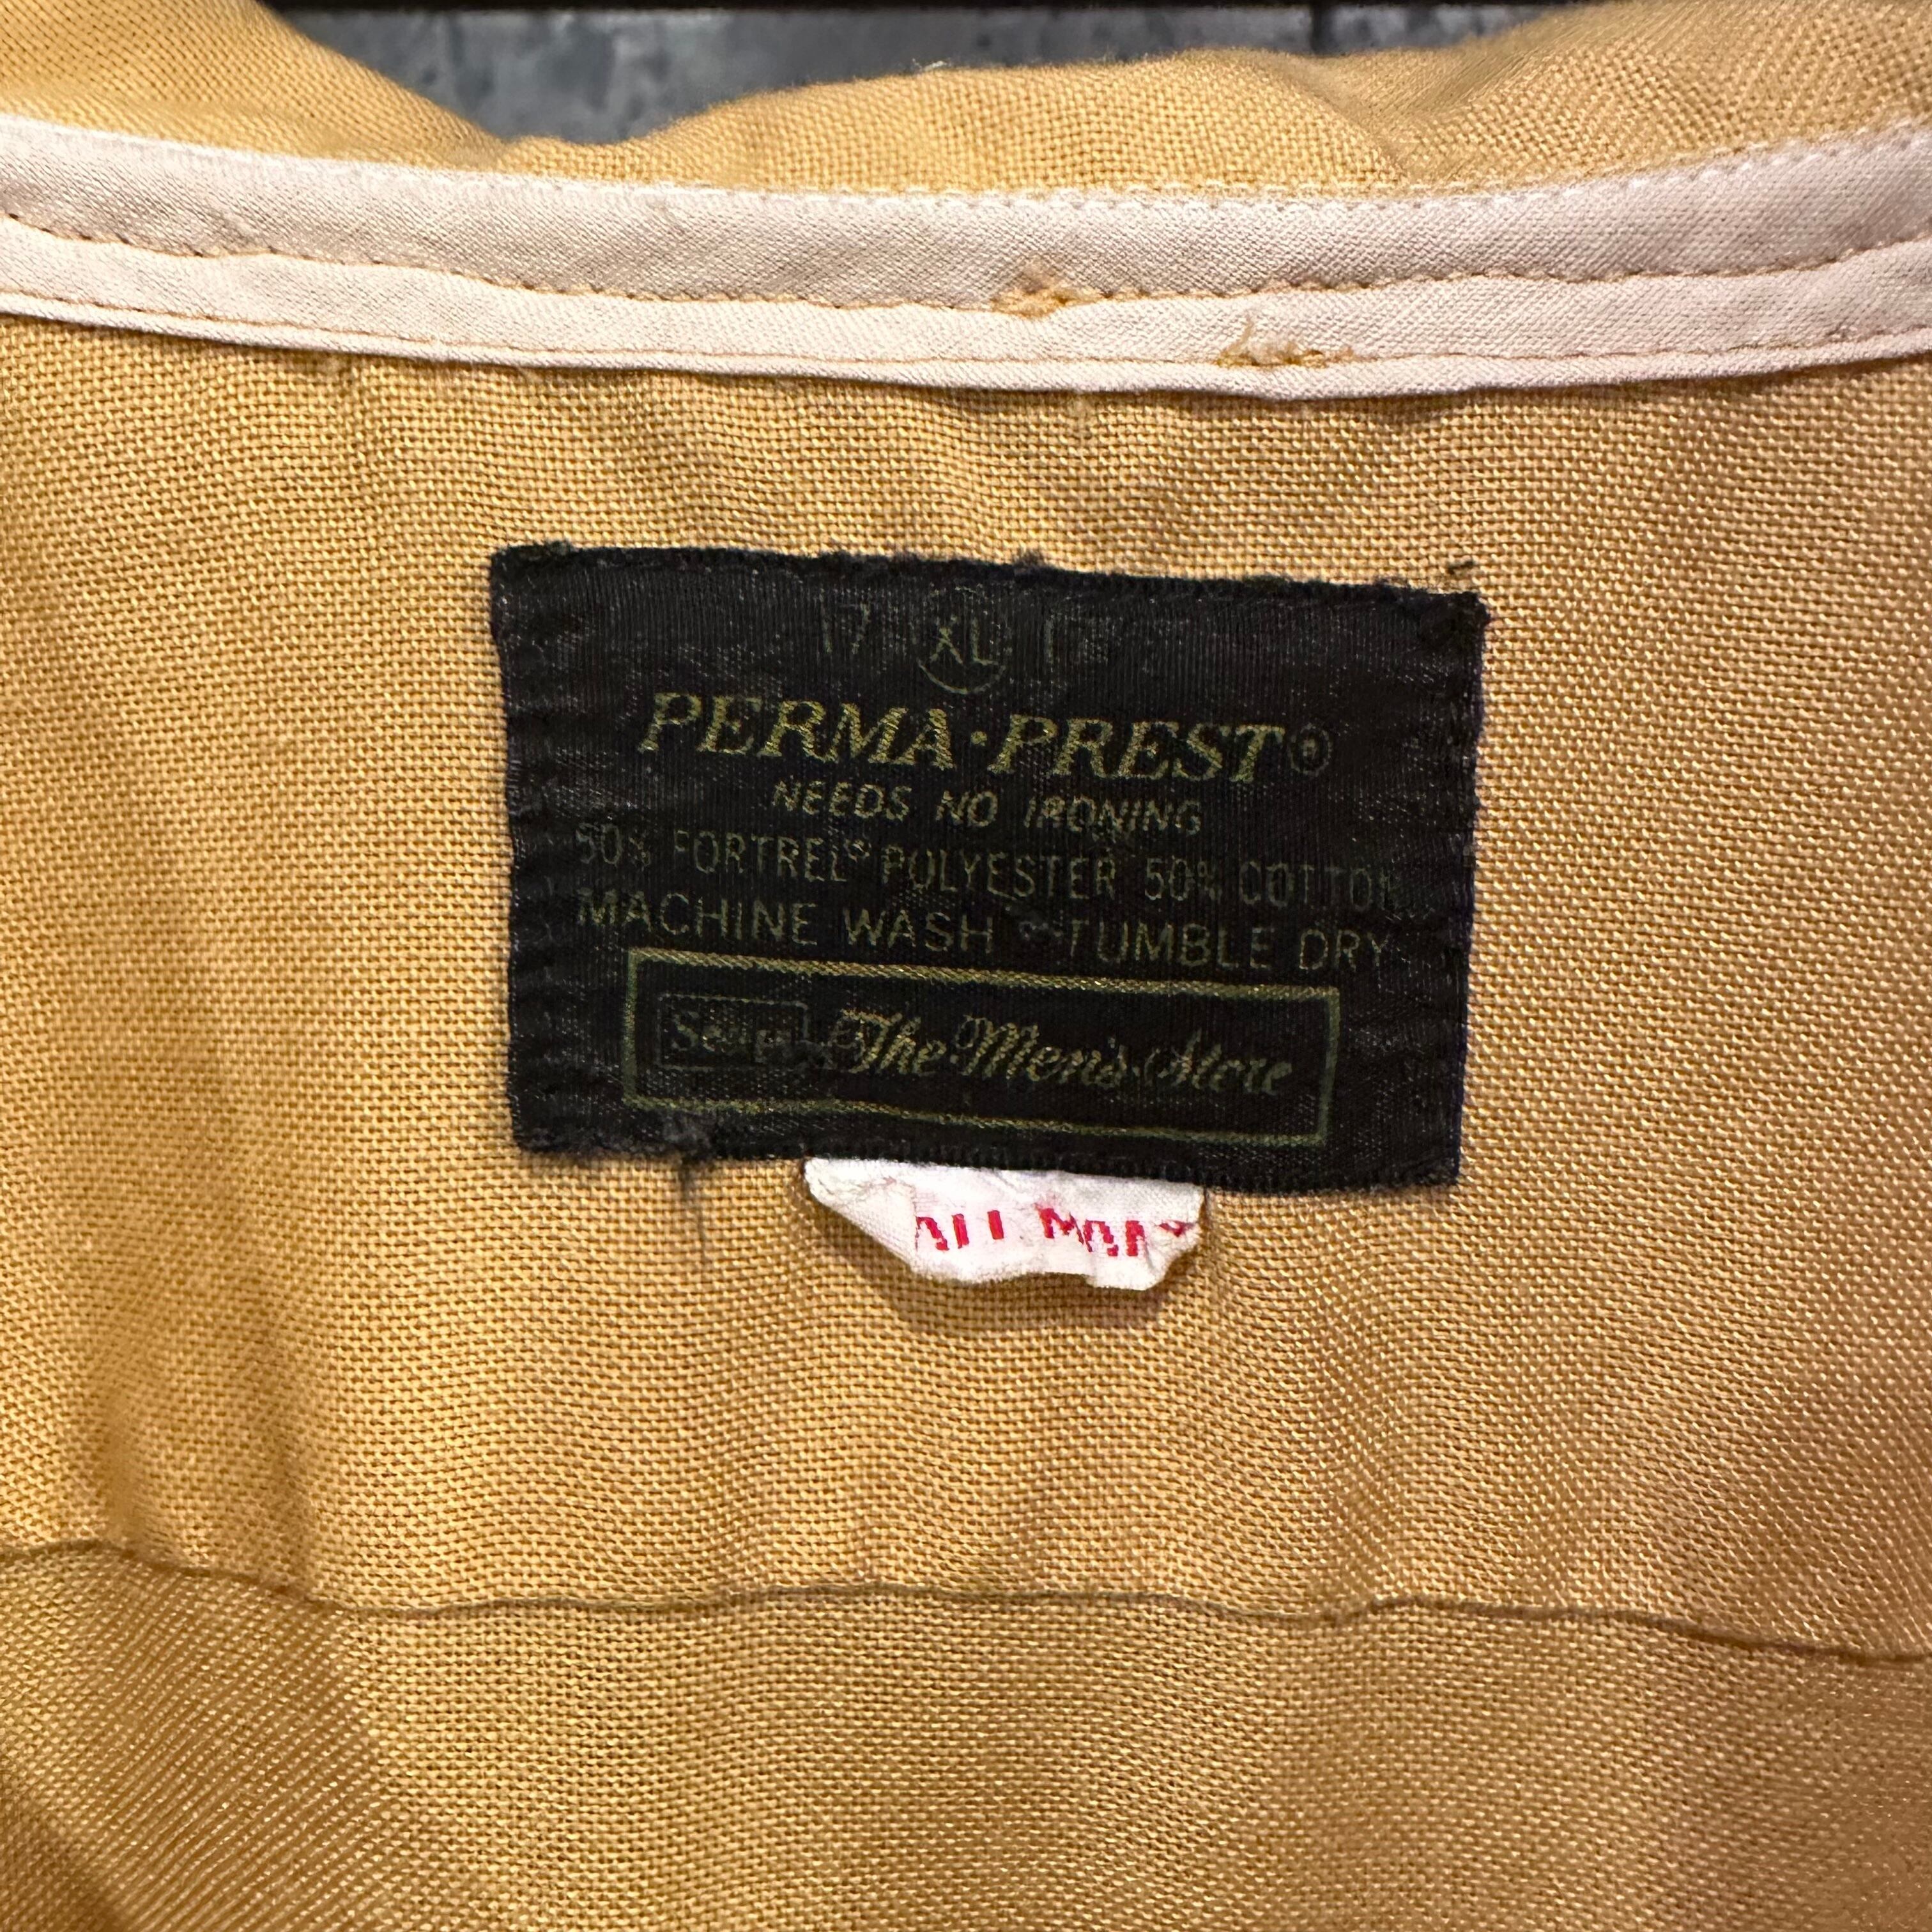 17 XL
PERMA·PREST®
NEEDS NO IRONING
50% FORTREL® POLYESTER 50% COTTON
MACHINE WASH - TUMBLE DRY
Sears The Men's Store